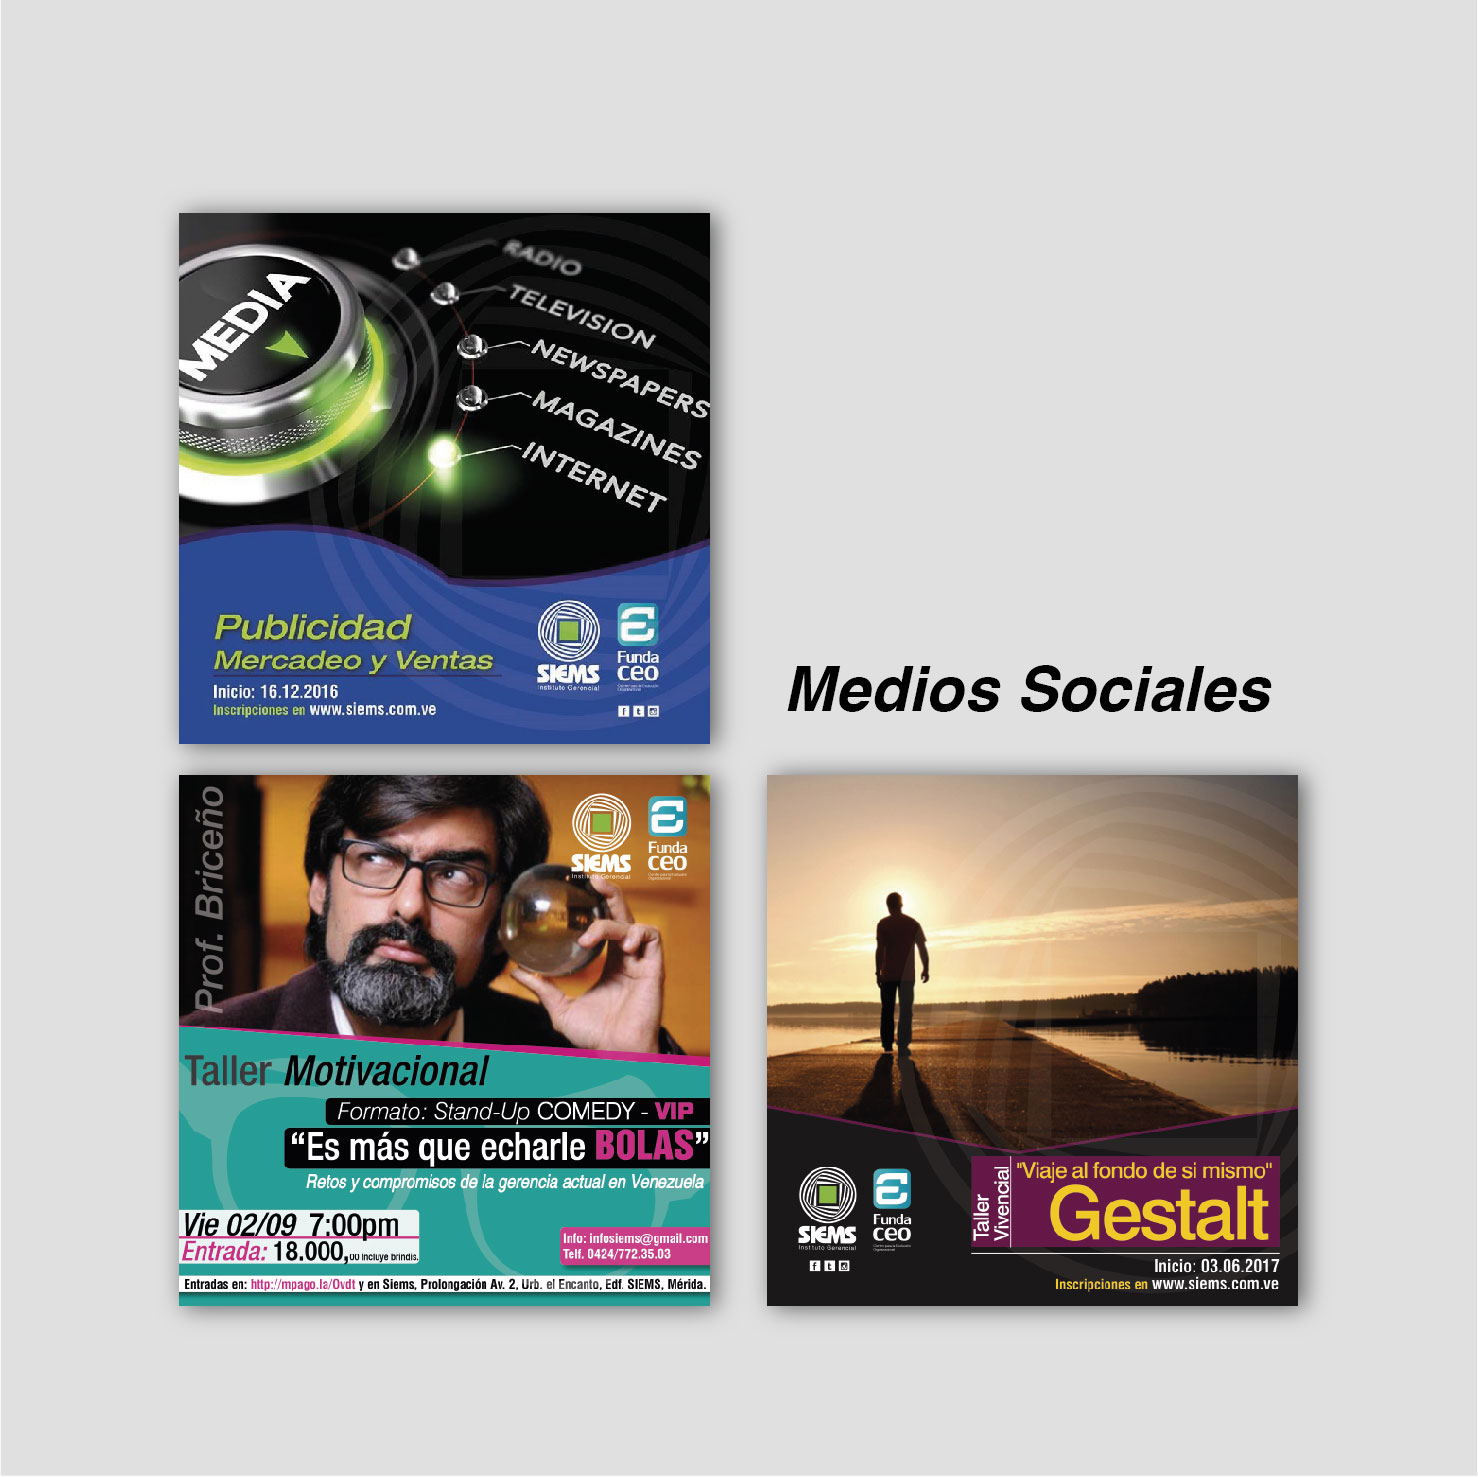 MEDIA
RADIO
TELEVISION
NEWSPAPERS
MAGAZINES
INTERNET
Publicidad
Mercadeo y Ventas
Inicio: 16.12.2016
Inscripciones en www.siems.com.ve
SIEMS
Instituto Gerencial
Funda
CEO
Medios Sociales
Prof. Briceño
SIEMS
Instituto Gerencial
Funda
CEO
Taller Motivacional
Formato: Stand-Up COMEDY - VIP
“Es más que echarle BOLAS”
Retos y compromisos de la gerencia actual en Venezuela
Vie 02/09 7:00pm
Entrada: 18.000,00 incluye brindis.
Info: infosiems@gmail.com
Telf. 0424/772.35.03
Entradas en: http://mpago.la/Ovdt y en Siems, Prolongación Av. 2, Urb. el Encanto, Edf. SIEMS, Mérida.
SIEMS
Instituto Gerencial
Funda
CEO
Taller
Vivencial
"Viaje al fondo de si mismo"
Gestalt
Inicio: 03.06.2017
Inscripciones en www.siems.com.ve